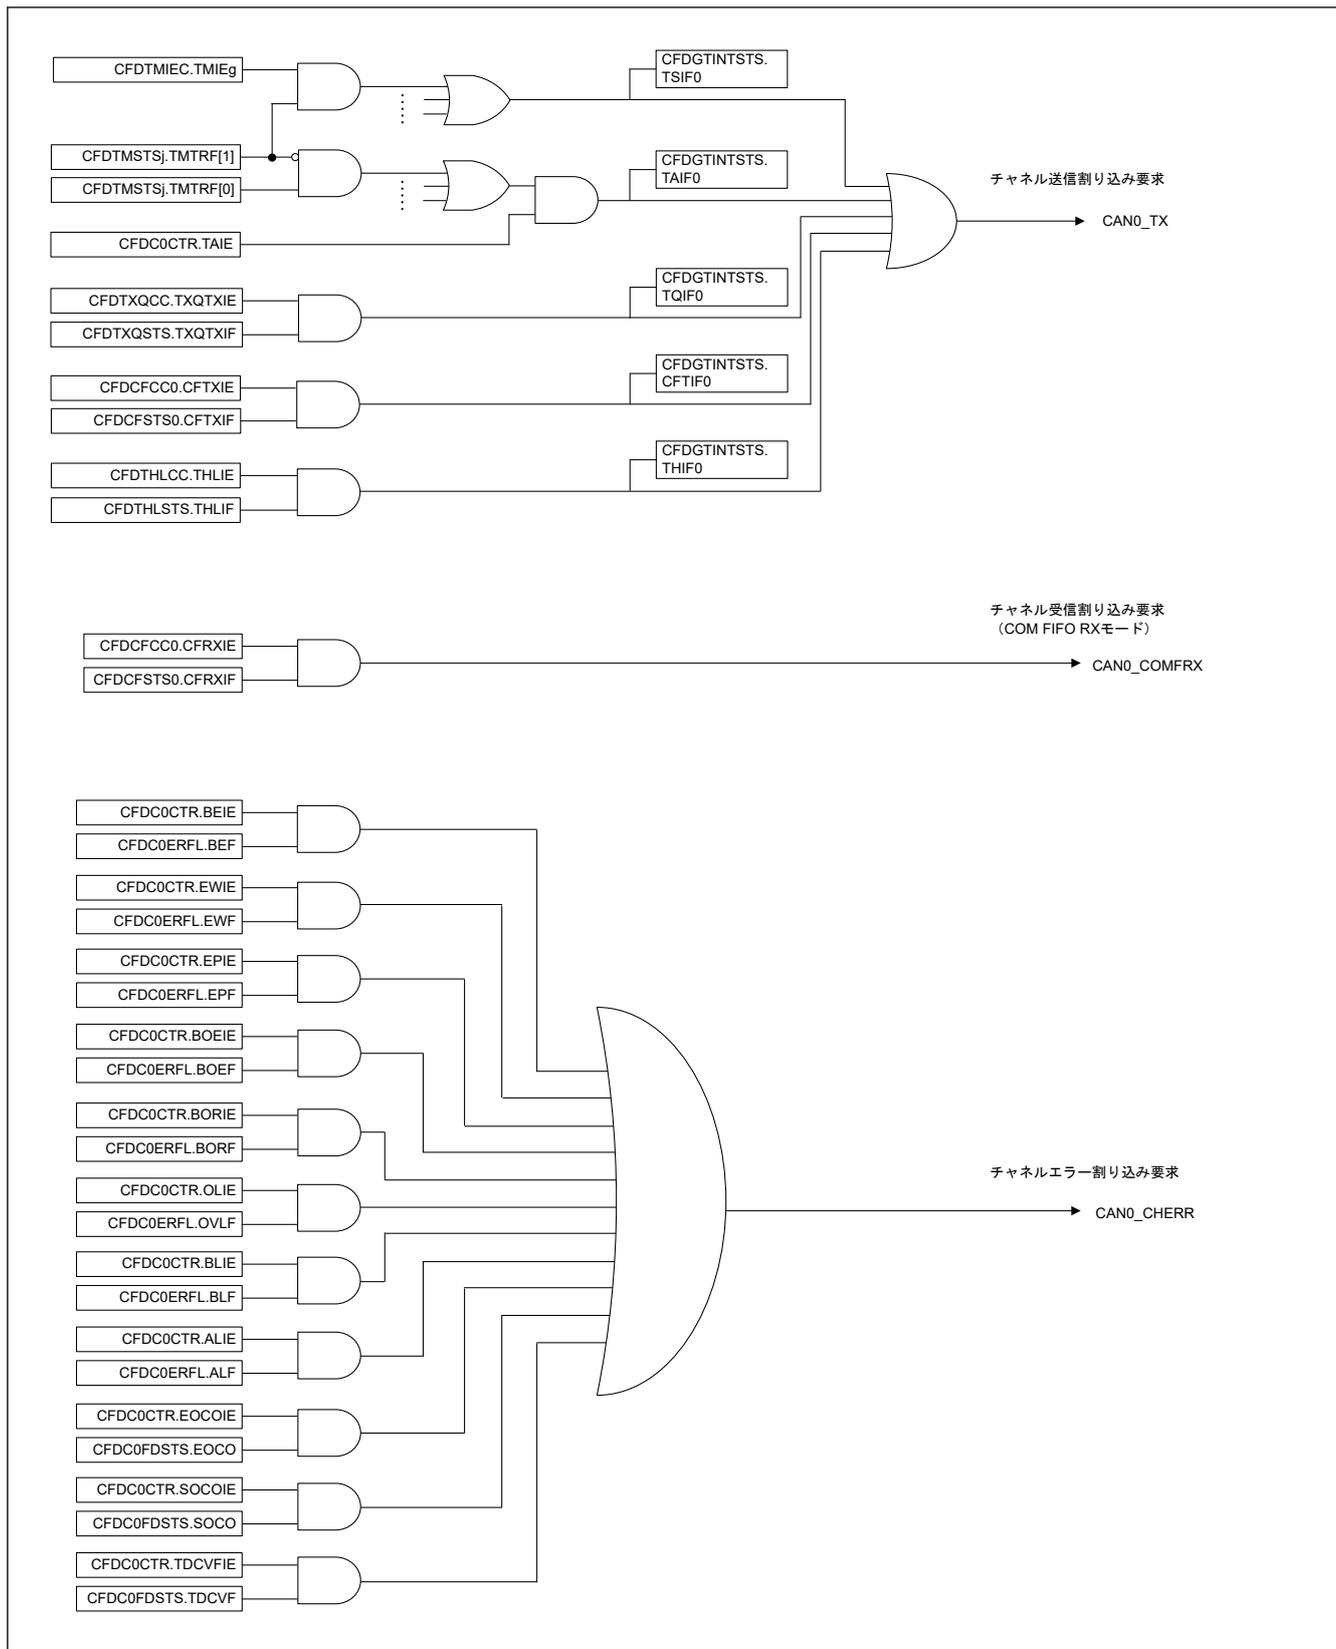 CFDTMIEC.TMIEg
CFDGTINTSTS.
TSIF0
CFDTMSTSj.TMTRF[1]
CFDTMSTSj.TMTRF[0]
CFDGTINTSTS.
TAIF0
チャネル送信割り込み要求
CAN0_TX
CFDC0CTR.TAIE
CFDTXQCC.TXQTXIE
CFDTXQSTS.TXQTXIF
CFDGTINTSTS.
TQIF0
CFDCFCC0.CFTXIE
CFDCFSTS0.CFTXIF
CFDGTINTSTS.
CFTIF0
CFDTHLCC.THLIE
CFDTHLSTS.THLIF
CFDGTINTSTS.
THIF0
チャネル受信割り込み要求
（COM FIFO RXモード）
CFDCFCC0.CFRXIE
CFDCFSTS0.CFRXIF
CAN0_COMFRX
CFDC0CTR.BEIE
CFDC0ERFL.BEF
CFDC0CTR.EWIE
CFDC0ERFL.EWF
CFDC0CTR.EPIE
CFDC0ERFL.EPF
CFDC0CTR.BOEIE
CFDC0ERFL.BOEF
CFDC0CTR.BORIE
CFDC0ERFL.BORF
CFDC0CTR.OLIE
CFDC0ERFL.OVLF
チャネルエラー割り込み要求
CAN0_CHERR
CFDC0CTR.BLIE
CFDC0ERFL.BLF
CFDC0CTR.ALIE
CFDC0ERFL.ALF
CFDC0CTR.EOCOIE
CFDC0FDSTS.EOCO
CFDC0CTR.SOCOIE
CFDC0FDSTS.SOCO
CFDC0CTR.TDCVFIE
CFDC0FDSTS.TDCVF